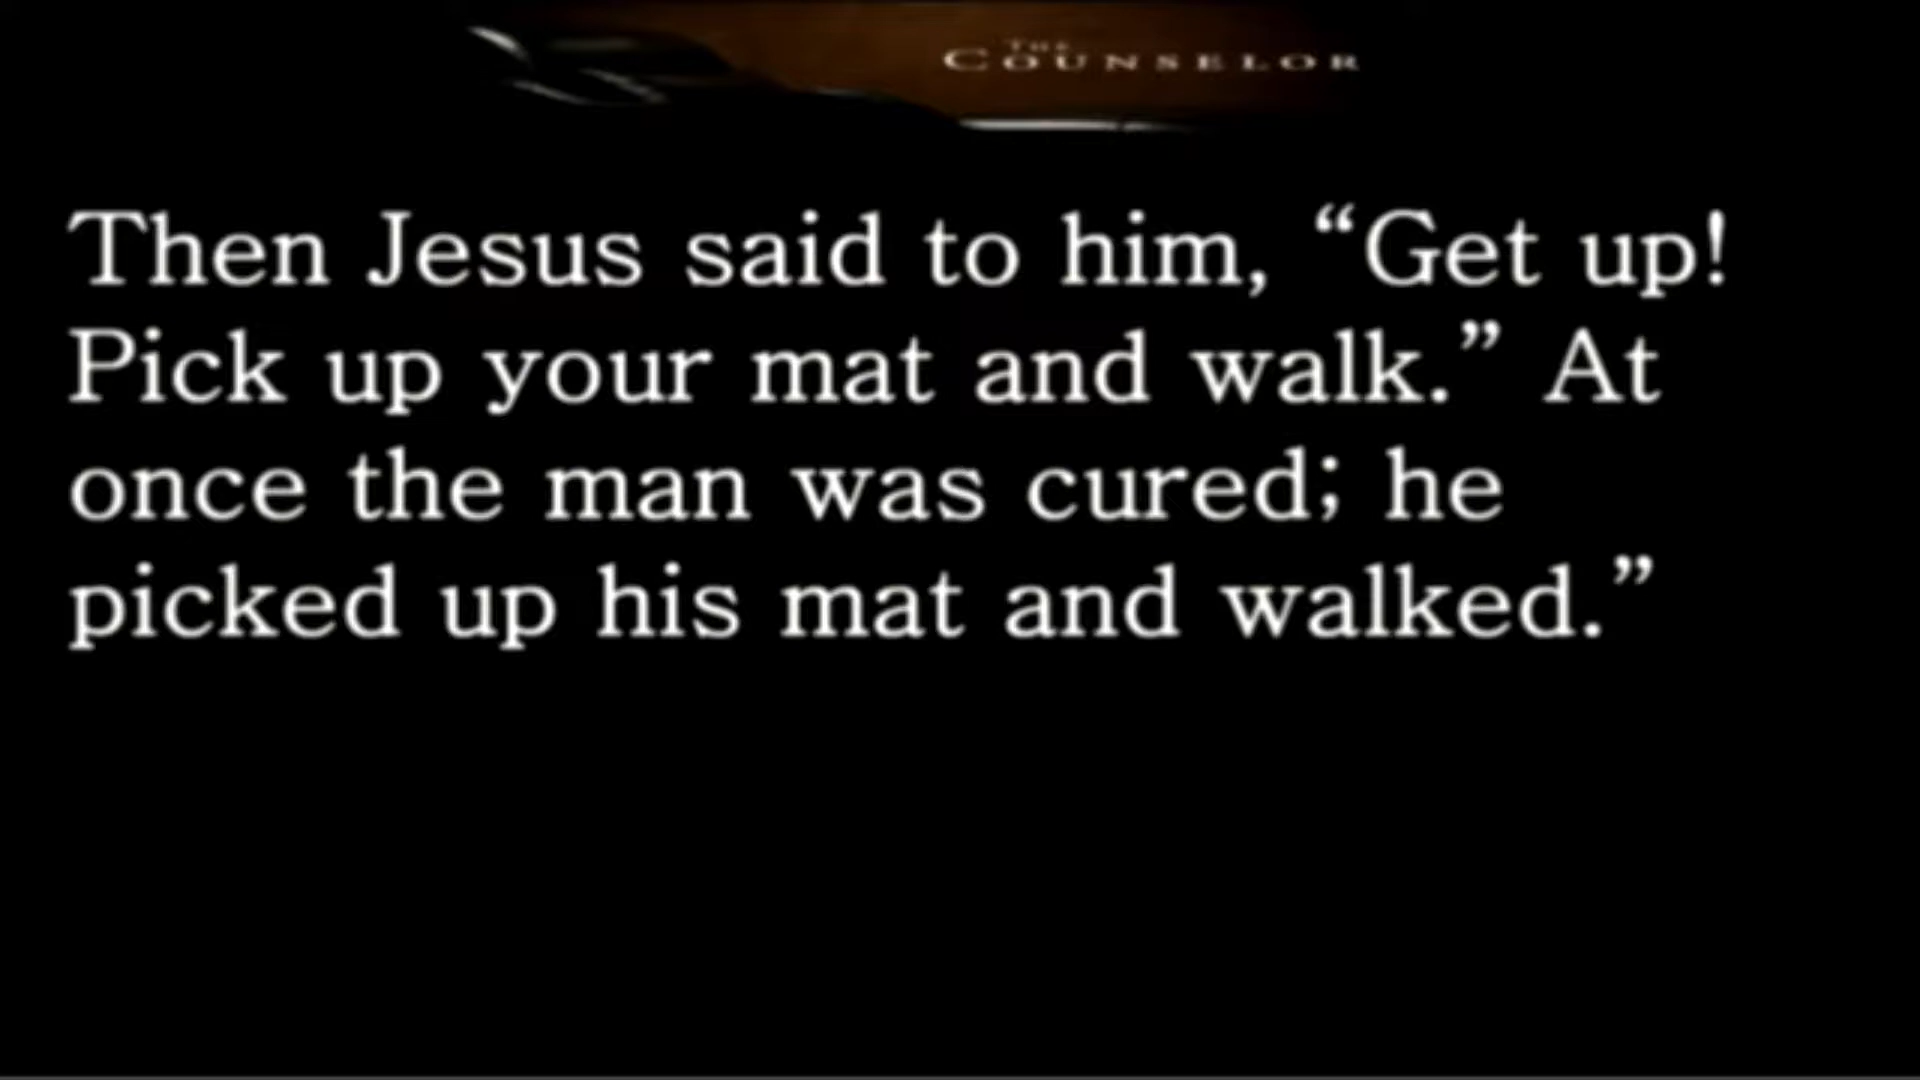 THE
COUNSELOR
Then Jesus said to him, “Get up!
Pick up your mat and walk.” At
once the man was cured; he
picked up his mat and walked.”